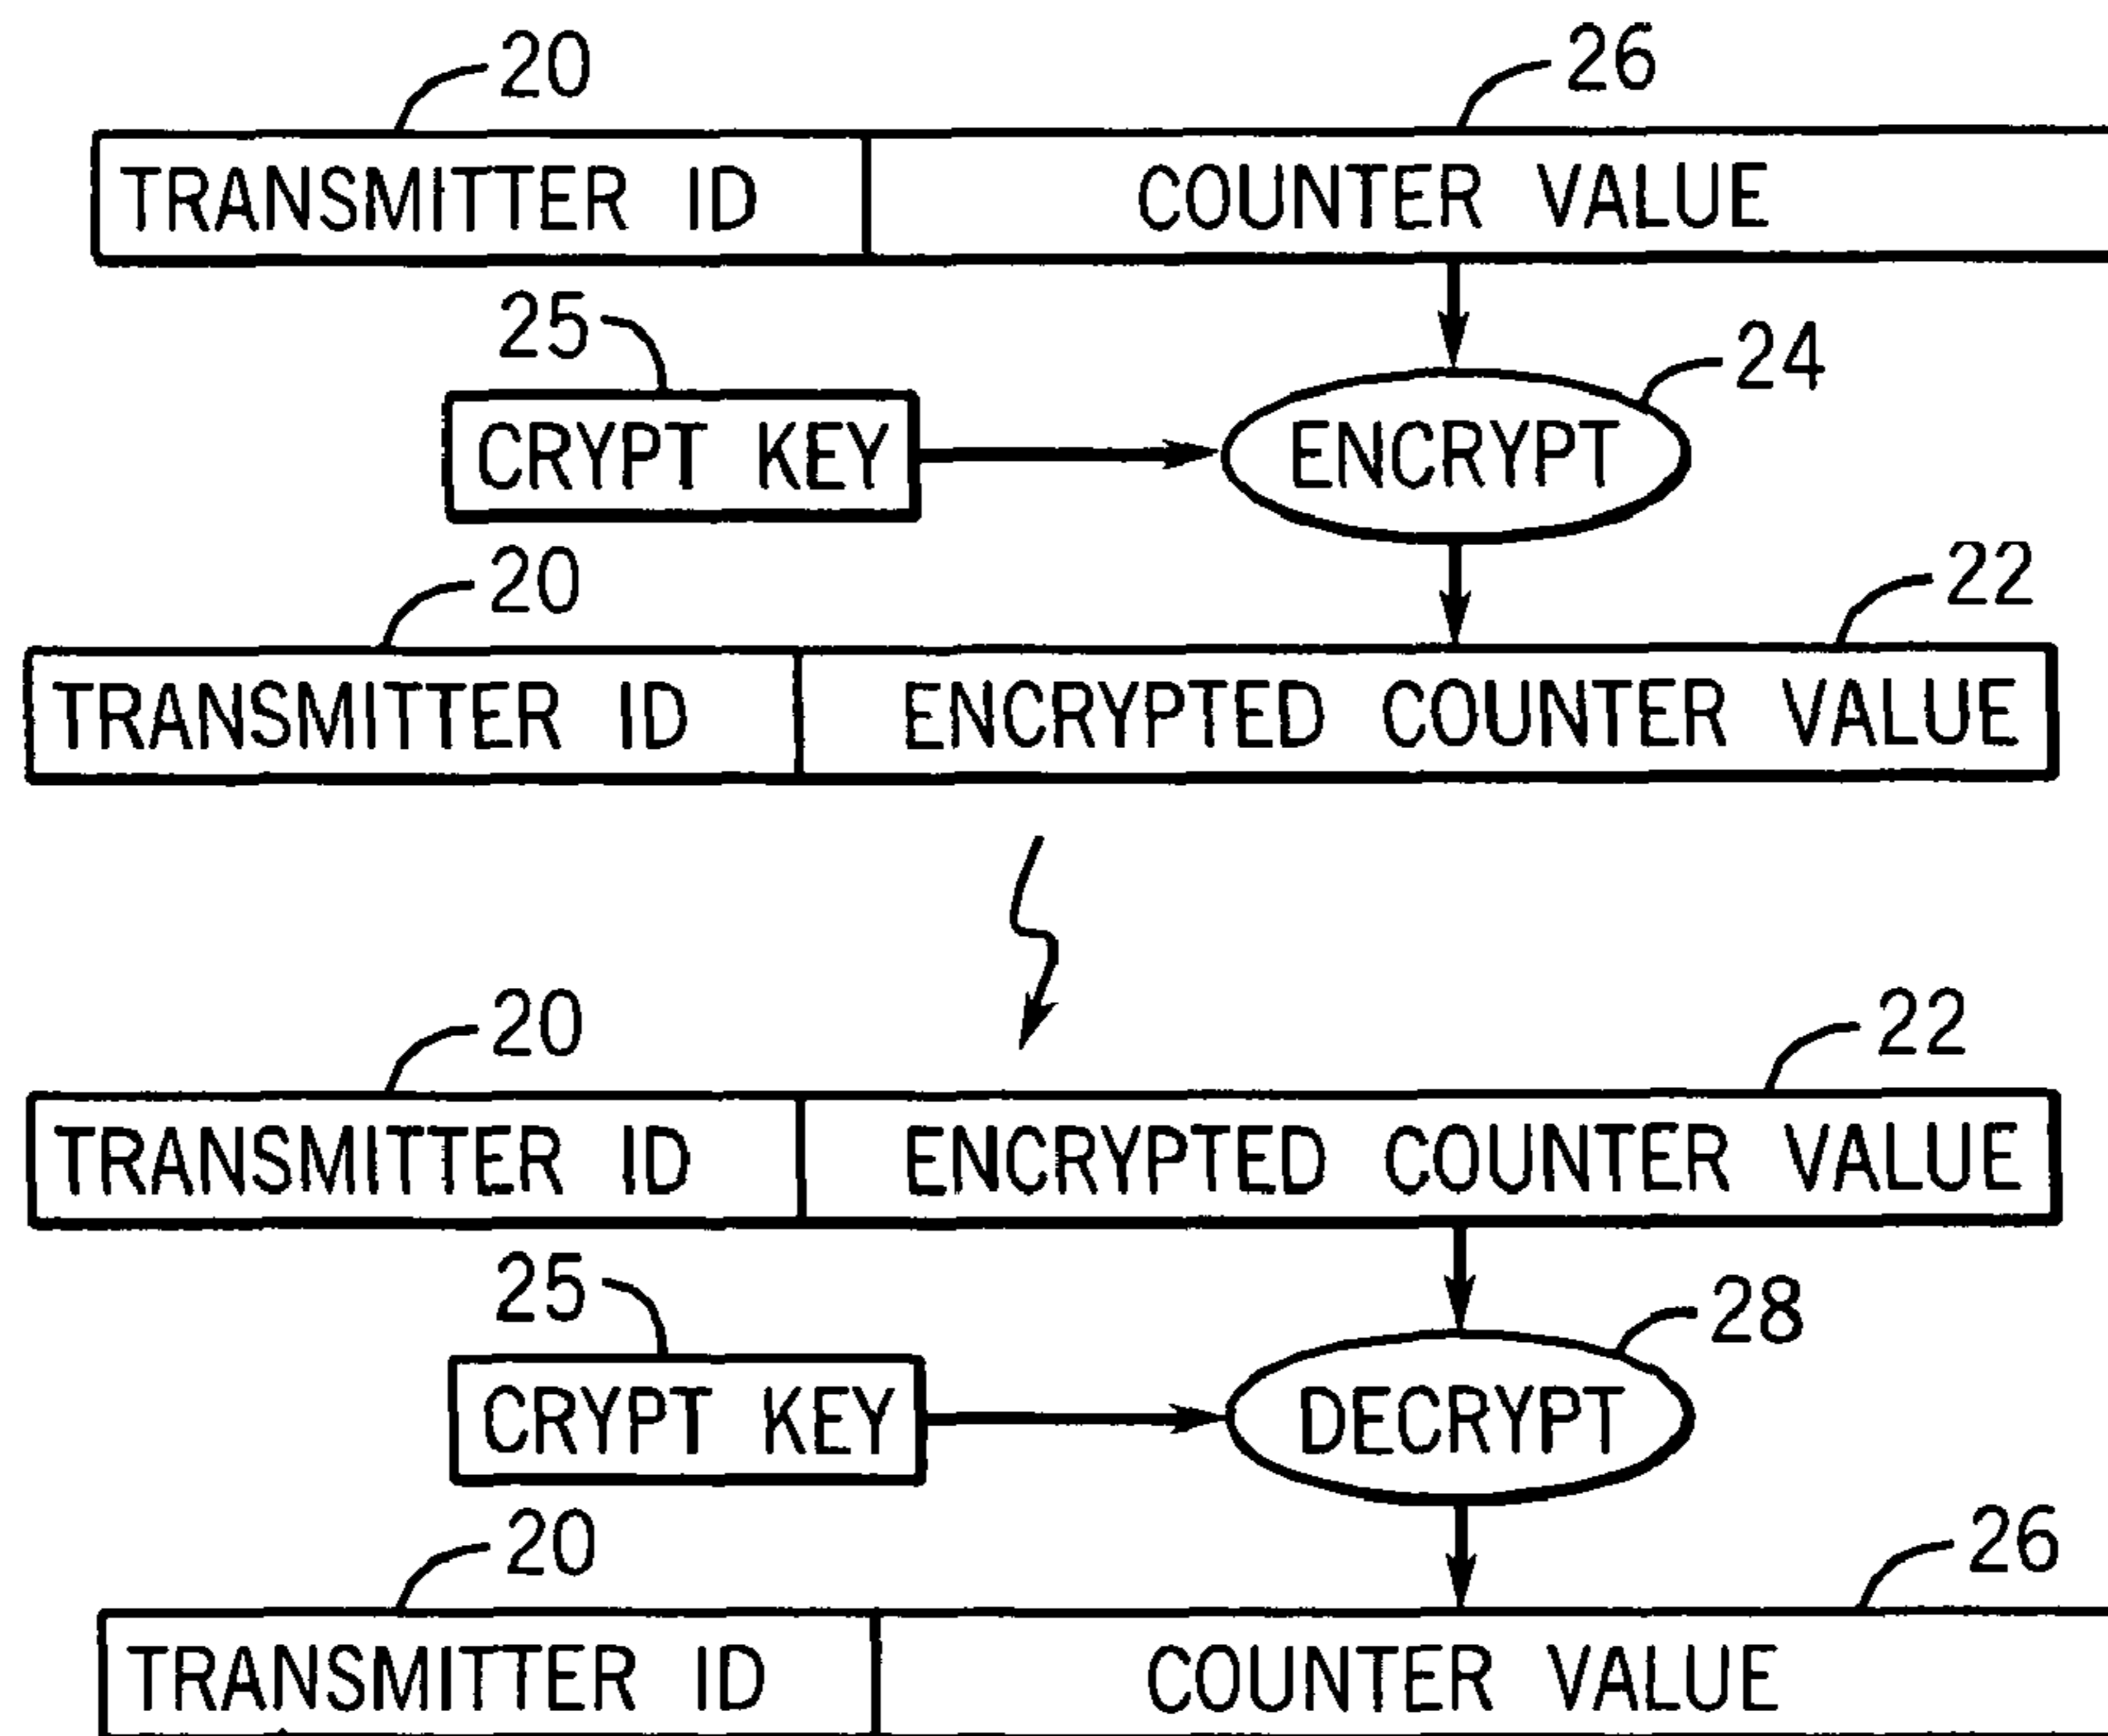 20 26
TRANSMITTER ID COUNTER VALUE
25 24
CRYPT KEY ENCRYPT
20 22
TRANSMITTER ID ENCRYPTED COUNTER VALUE
20 22
TRANSMITTER ID ENCRYPTED COUNTER VALUE
25 28
CRYPT KEY DECRYPT
20 26
TRANSMITTER ID COUNTER VALUE